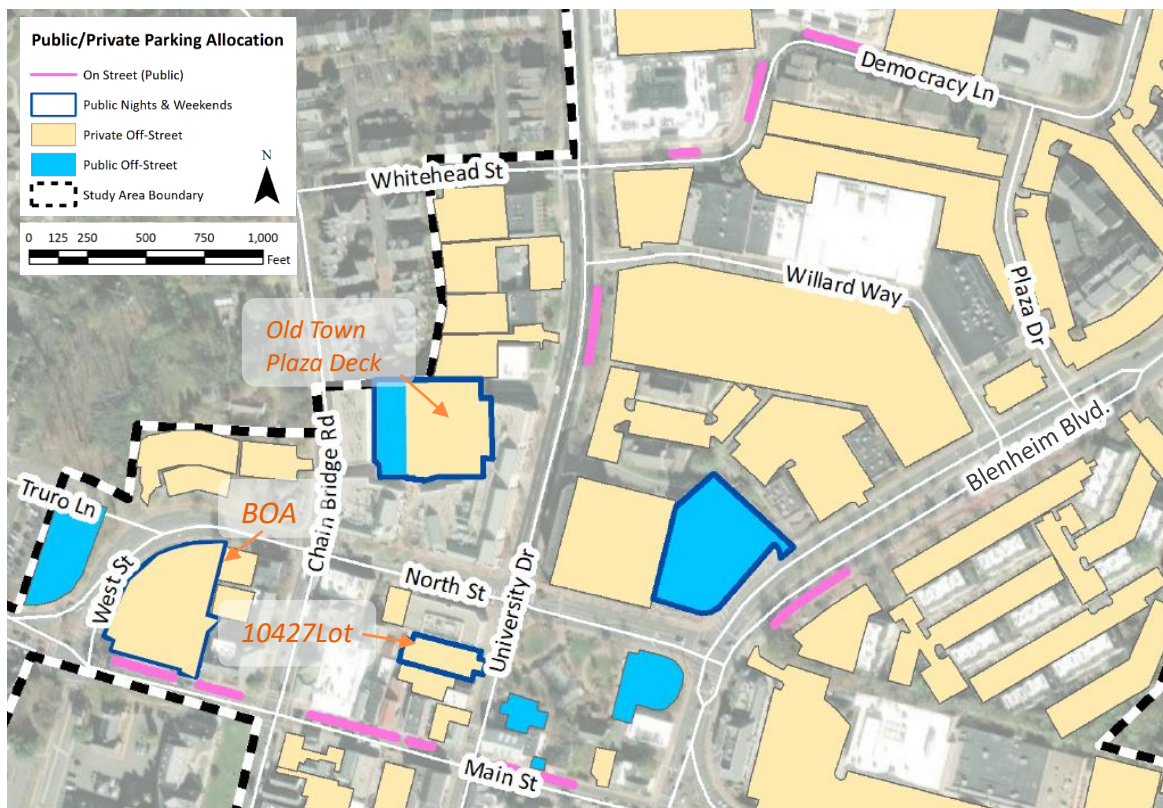 Public/Private Parking Allocation
On Street (Public)
Public Nights & Weekends
Private Off-Street
Public Off-Street
Study Area Boundary
N
0 125 250 500 750 1,000
Feet
Democracy Ln
Whitehead St
Willard Way
Plaza Dr
Old Town
Plaza Deck
Chain Bridge Rd
Blenheim Blvd.
Truro Ln
BOA
West St
North St
University Dr
10427Lot
Main St